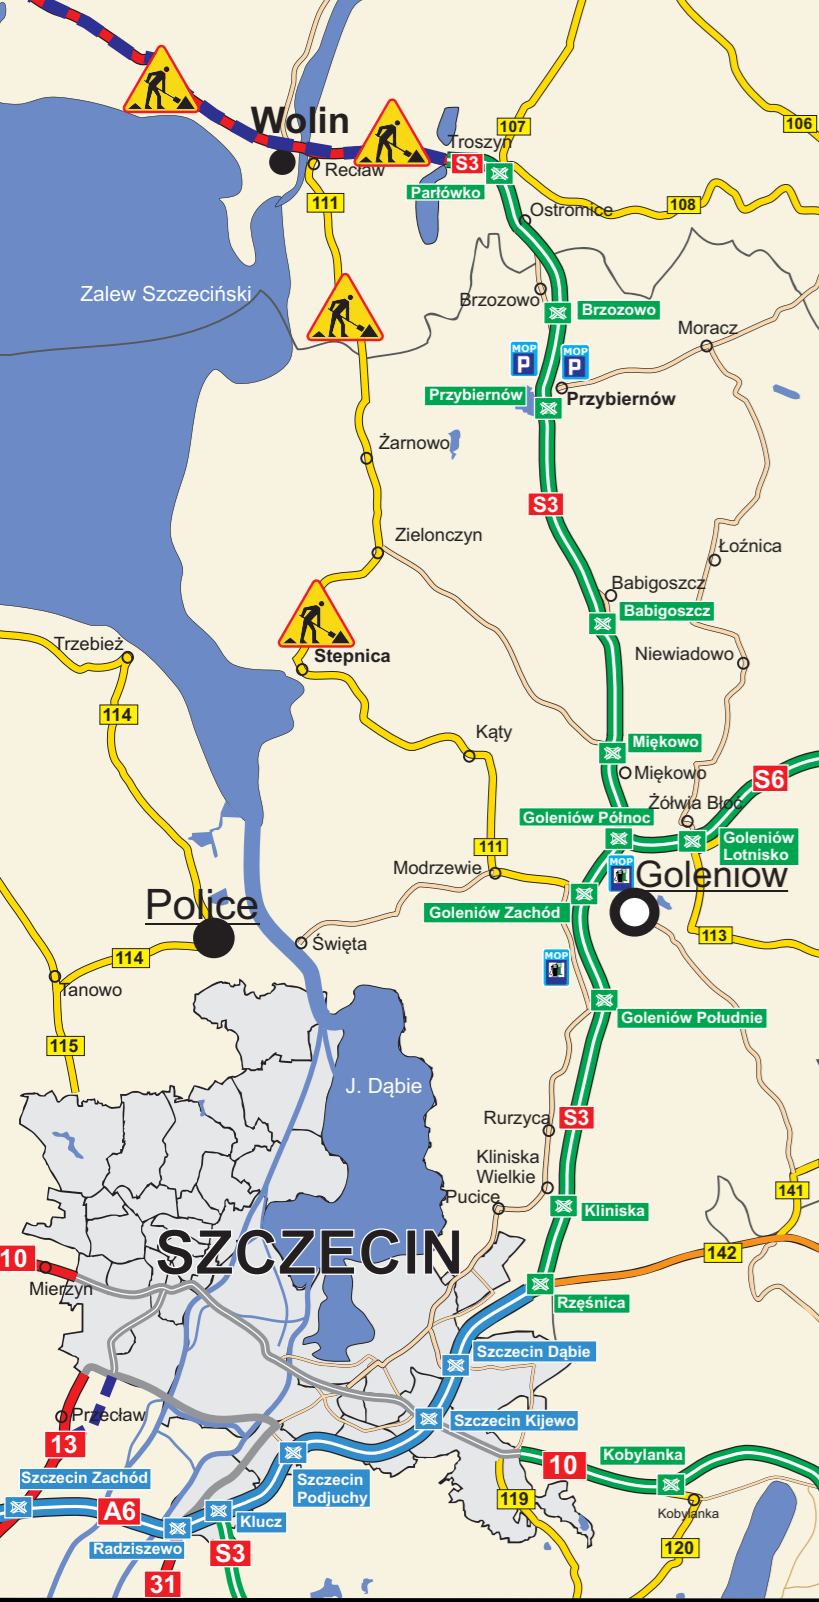 106
107
Wolin
Troszyn
S3
Recław
Parłówko
111
108
Ostromice
Zalew Szczeciński
Brzozowo
Brzozowo
Moracz
MOP
P
MOP
P
Przybiernów
Przybiernów
Żarnowo
S3
Zielonczyn
Łoźnica
Babigoszcz
Babigoszcz
Trzebież
Stepnica
Niewiadowo
114
Kąty
Miękowo
Miękowo
S6
Żółwia Błoć
Goleniów Północ
Goleniów
Lotnisko
111
Modrzewie
MOP
Goleniów
Police
Goleniów Zachód
113
Święta
114
MOP
Tanowo
Goleniów Południe
115
J. Dąbie
Rurzyca
S3
Kliniska
Wielkie
Pucice
141
Kliniska
SZCZECIN
142
10
Mierzyn
Rzęśnica
Szczecin Dąbie
Przecław
Szczecin Kijewo
13
Kobylanka
10
Szczecin Zachód
Szczecin
Podjuchy
119
Kobylanka
A6
Klucz
Radziszewo
S3
120
31